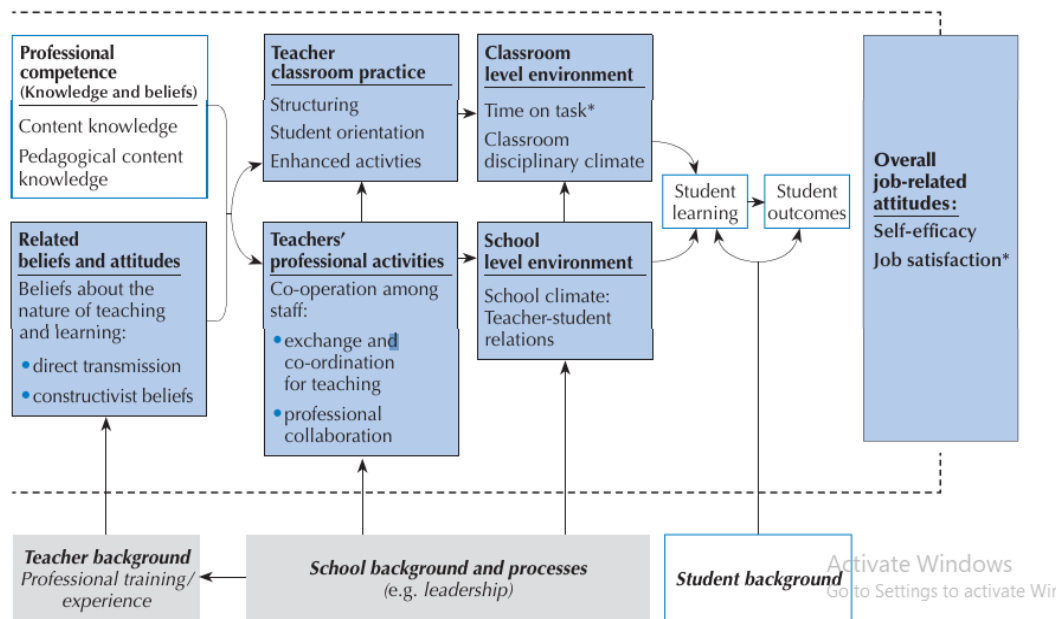 Professional
competence
(Knowledge and beliefs)
Content knowledge
Pedagogical content
knowledge
Related
beliefs and attitudes
Beliefs about the
nature of teaching
and learning:
• direct transmission
• constructivist beliefs
Teacher
classroom practice
Structuring
Student orientation
Enhanced activties
Teachers'
professional activities
Co-operation among
staff:
• exchange and
co-ordination
for teaching
• professional
collaboration
Classroom
level environment
Time on task*
Classroom
disciplinary climate
School
level environment
School climate:
Teacher-student
relations
Student
learning
Student
outcomes
Overall
job-related
attitudes:
Self-efficacy
Job satisfaction*
Teacher background
Professional training/
experience
School background and processes
(e.g. leadership)
Student background
Activate Windows
Go to Settings to activate Wi